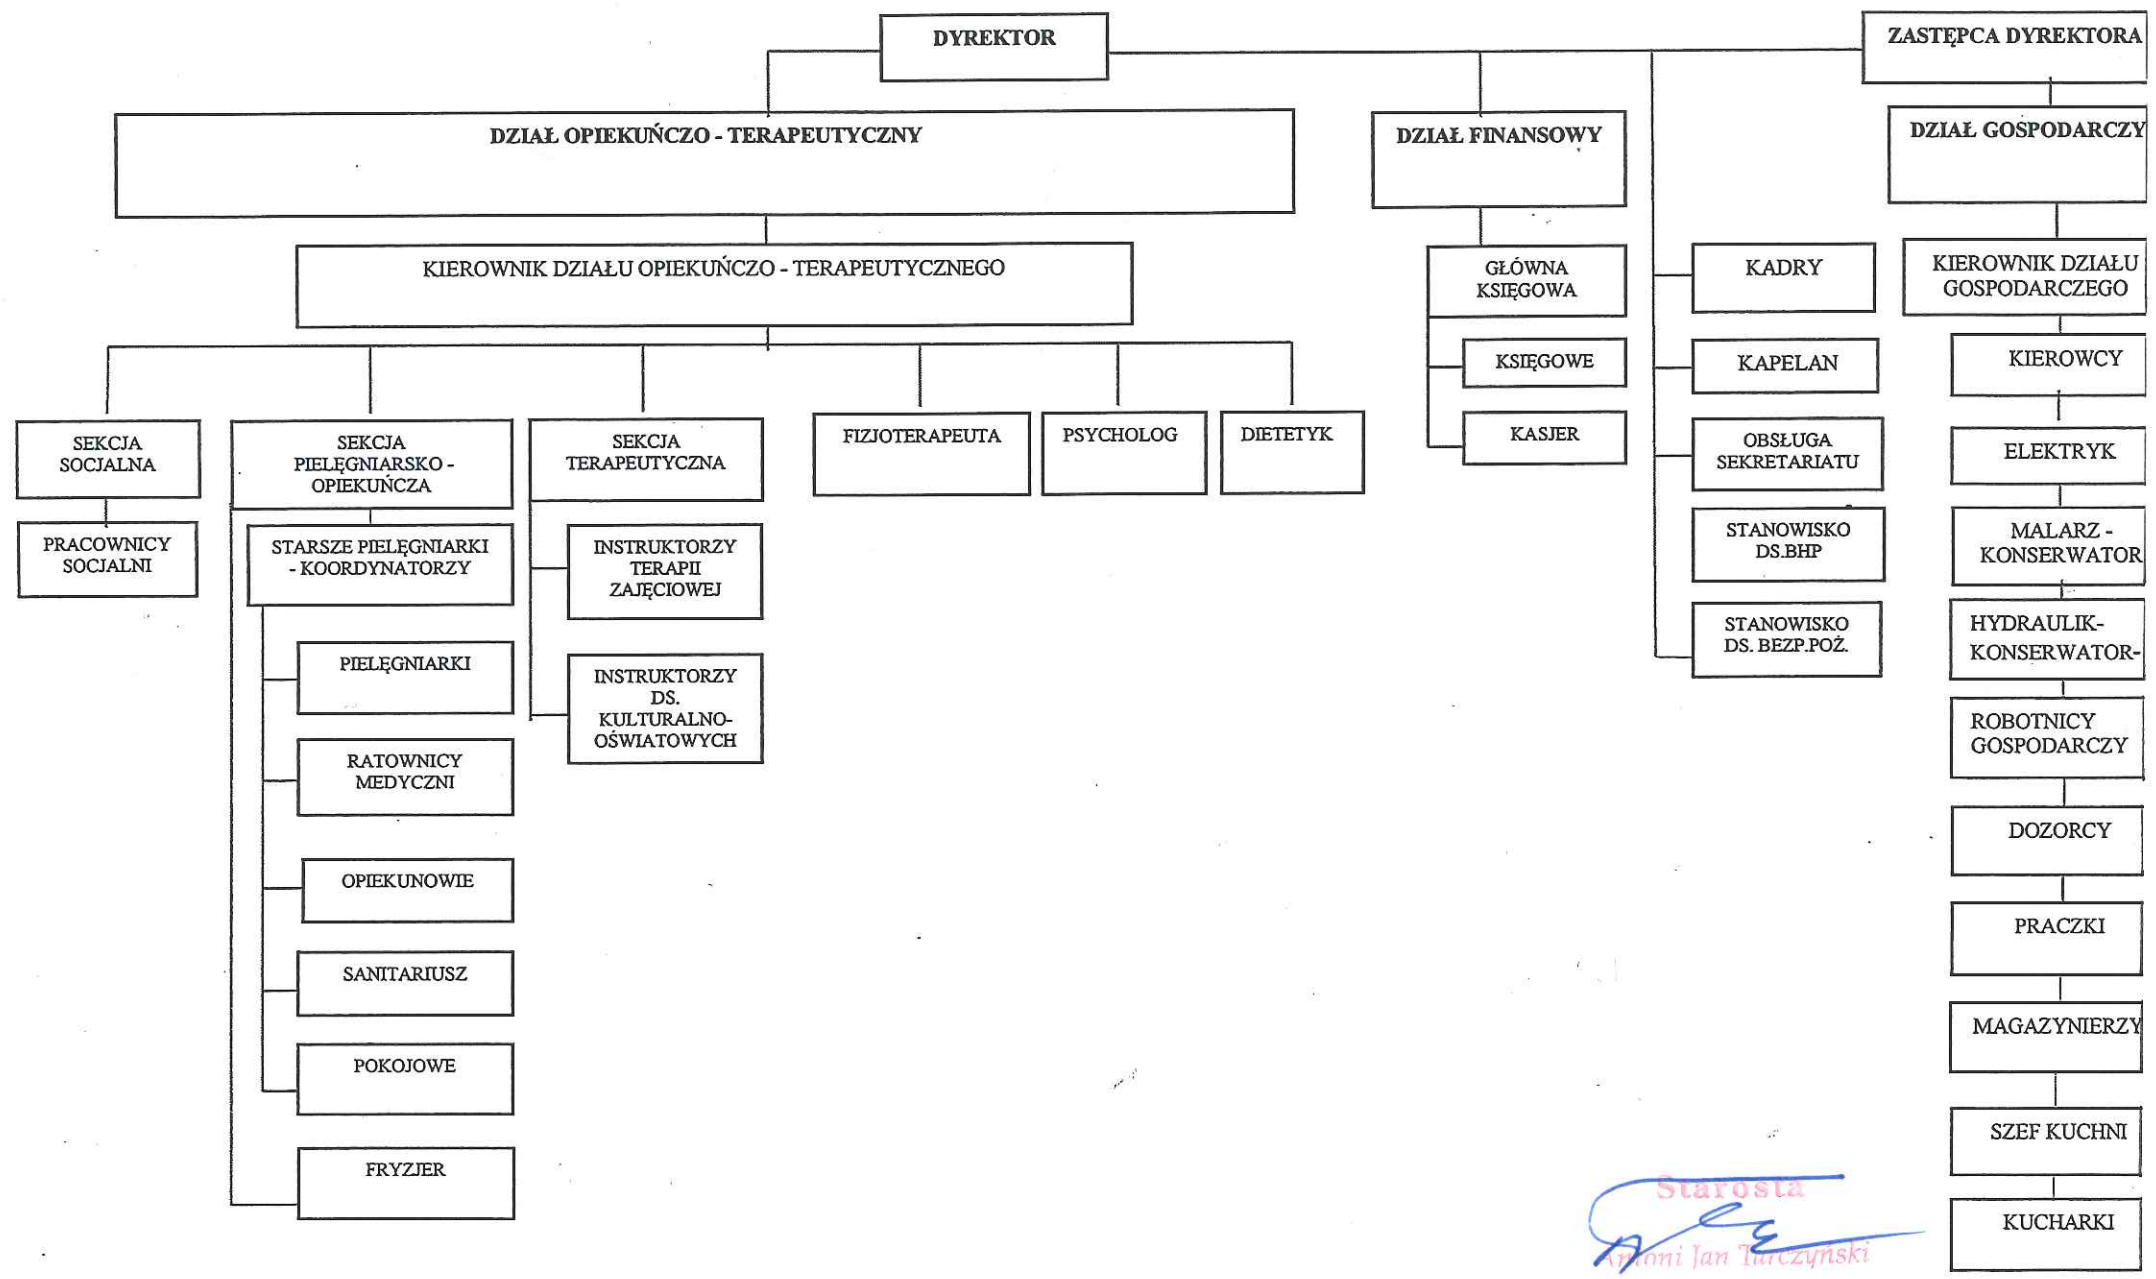 DYREKTOR
ZASTĘPCA DYREKTORA
DZIAŁ OPIEKUŃCZO - TERAPEUTYCZNY
DZIAŁ FINANSOWY
DZIAŁ GOSPODARCZY
KIEROWNIK DZIAŁU OPIEKUŃCZO - TERAPEUTYCZNEGO
SEKCJA
SOCJALNA
PRACOWNICY
SOCJALNI
SEKCJA
PIELĘGNIARSKO -
OPIEKUŃCZA
STARSZE PIELĘGNIARKI
- KOORDYNATORZY
PIELĘGNIARKI
RATOWNICY
MEDYCZNI
OPIEKUNOWIE
SANITARIUSZ
POKOJOWE
FRYZJER
SEKCJA
TERAPEUTYCZNA
INSTRUKTORZY
TERAPII
ZAJĘCIOWEJ
INSTRUKTORZY
DS.
KULTURALNO-
OŚWIATOWYCH
FIZJOTERAPEUTA
PSYCHOLOG
DIETETYK
GŁÓWNA
KSIĘGOWA
KSIĘGOWE
KASJER
KADRY
KAPELAN
OBSŁUGA
SEKRETARIATU
STANOWISKO
DS.BHP
STANOWISKO
DS. BEZP.POŻ.
KIEROWNIK DZIAŁU
GOSPODARCZEGO
KIEROWCY
ELEKTRYK
MALARZ -
KONSERWATOR
HYDRAULIK-
KONSERWATOR-
ROBOTNICY
GOSPODARCZY
DOZORCY
PRACZKI
MAGAZYNIERZY
SZEF KUCHNI
KUCHARKI
Starosta
Antoni Jan Turczyński